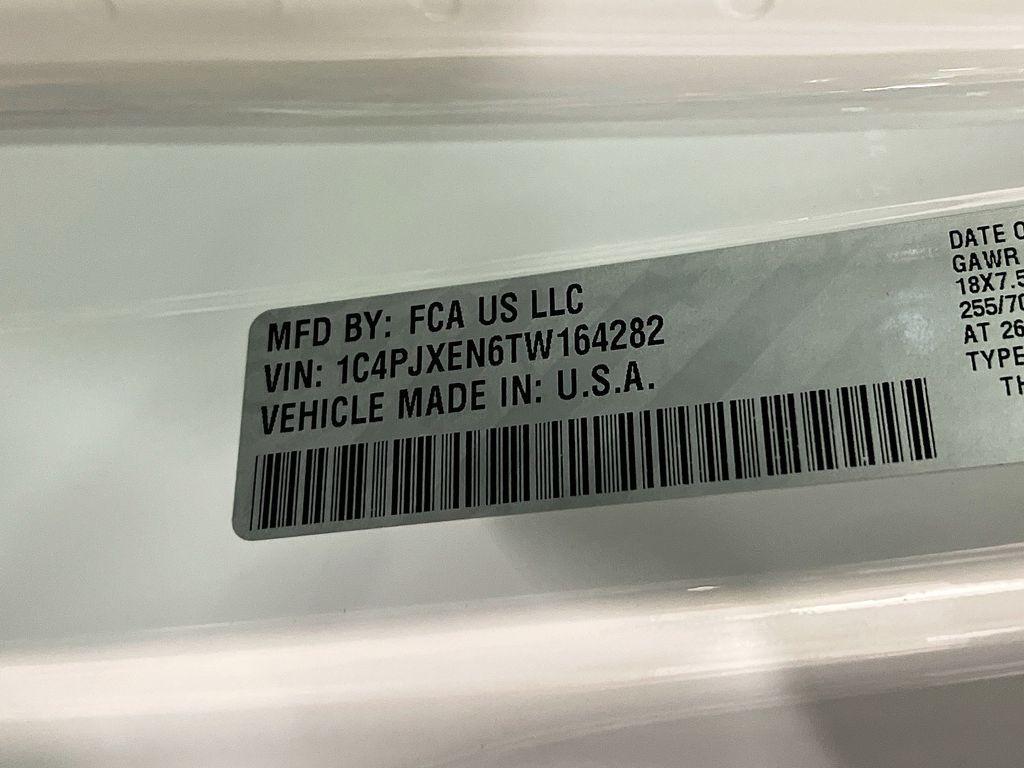 MFD BY: FCA US LLC
VIN: 1C4PJXEN6TW164282
VEHICLE MADE IN: U.S.A.
DATE O
GAWR
18X7.5
255/70
AT 26
TYPE
TH